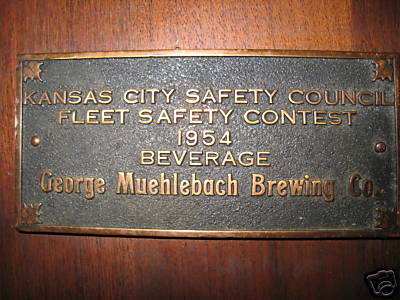 KANSAS CITY SAFETY COUNCIL
FLEET SAFETY CONTEST
1954
BEVERAGE
George Muehlebach Brewing Co.